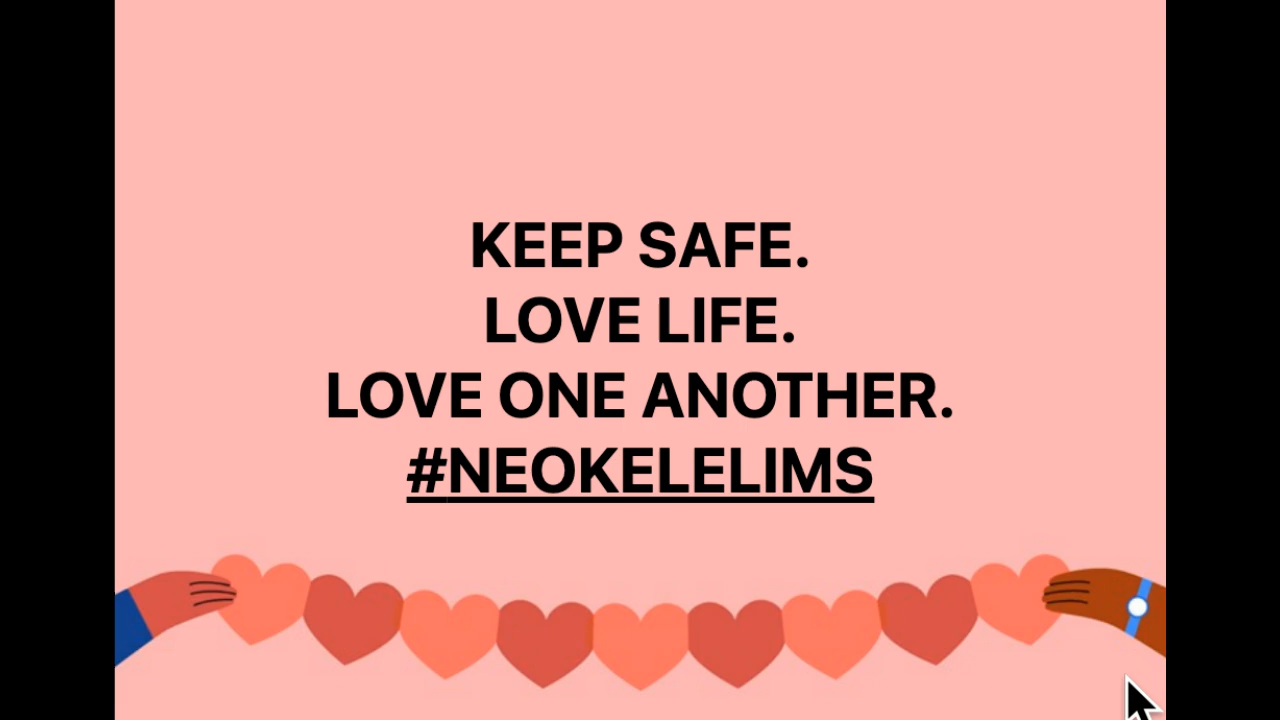 KEEP SAFE.
LOVE LIFE.
LOVE ONE ANOTHER.
#NEOKELELIMS